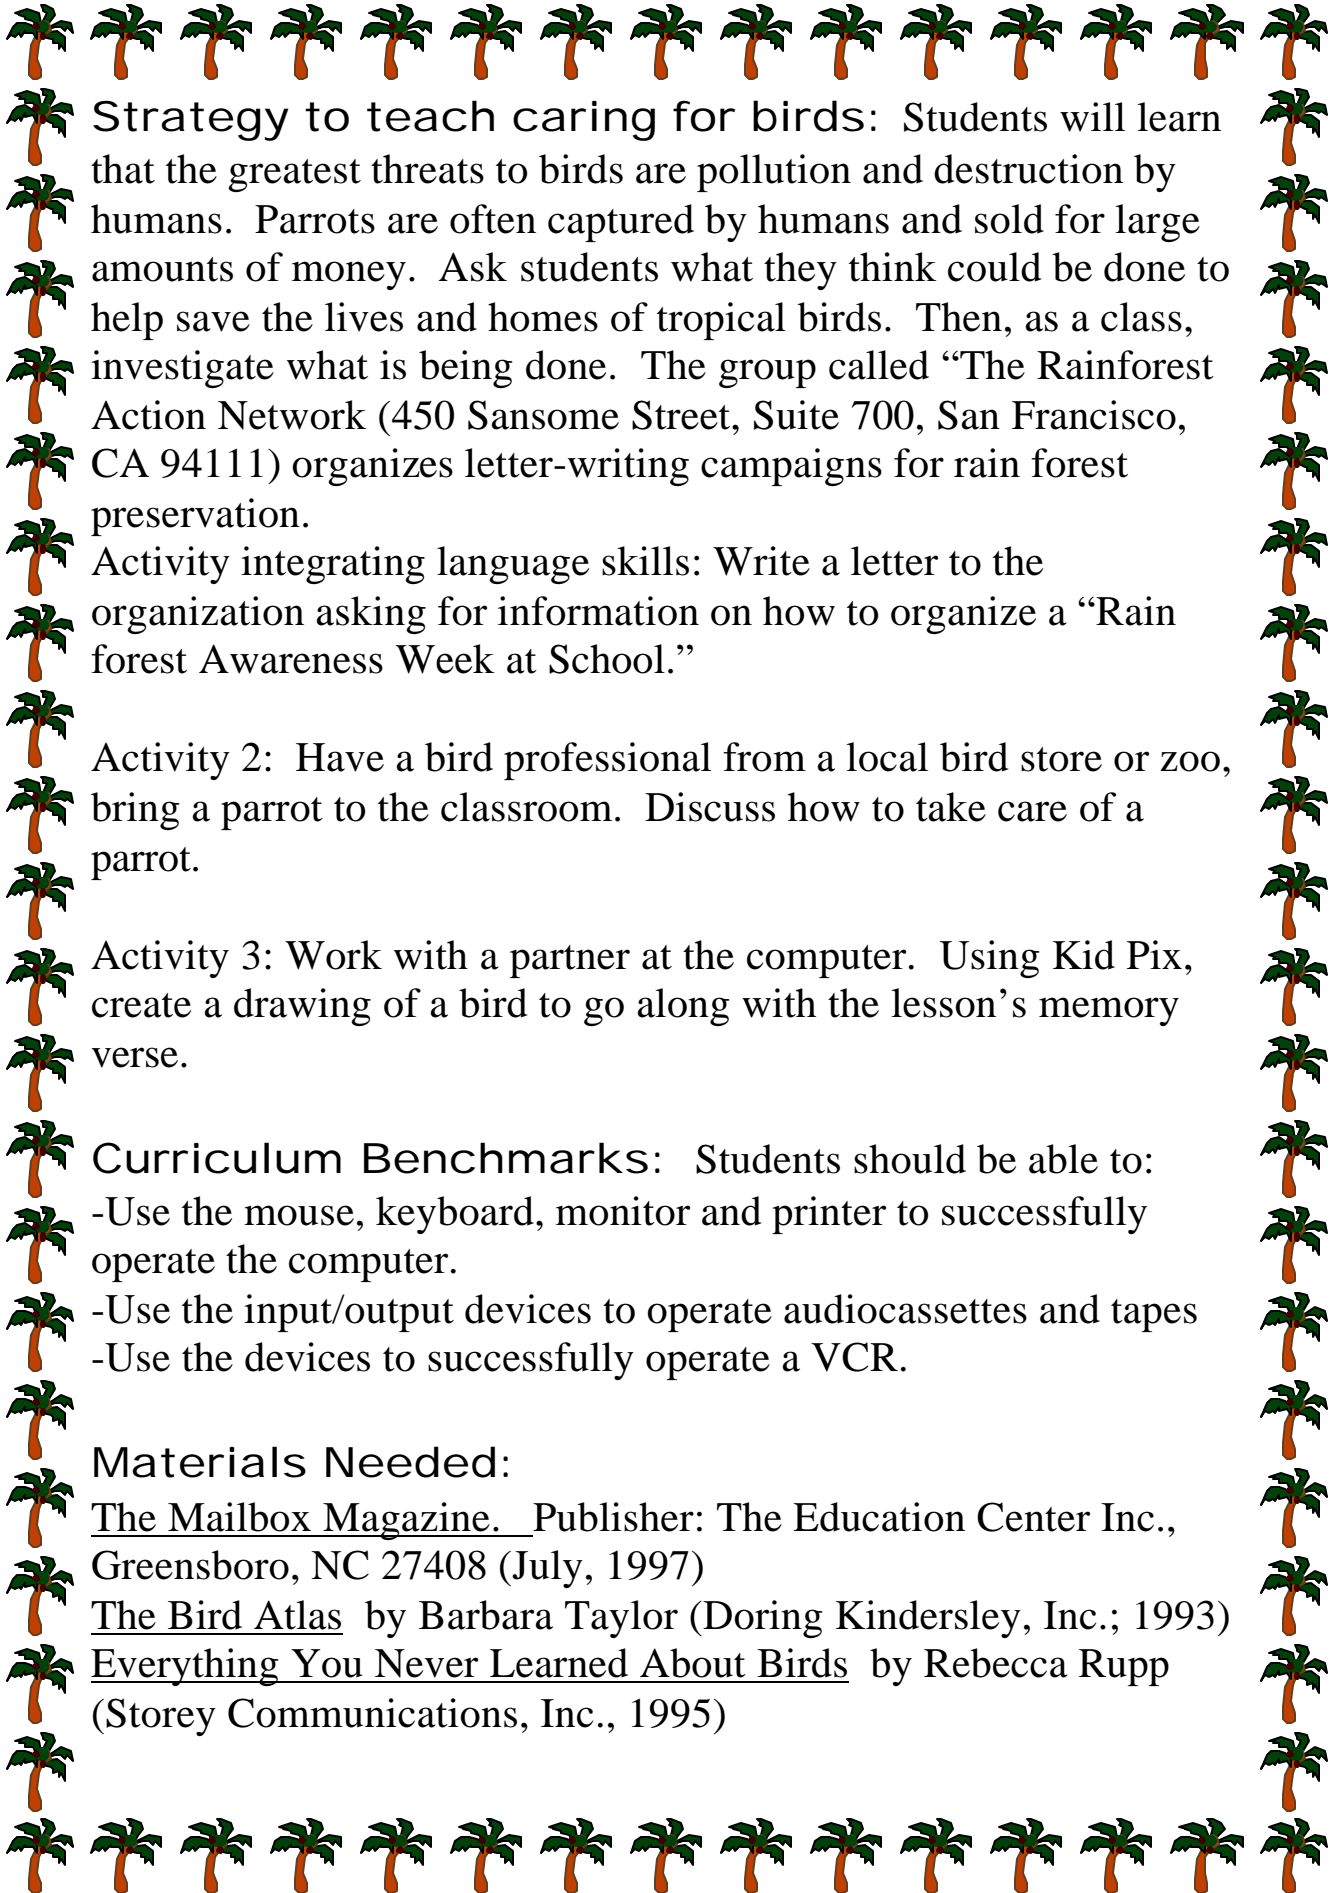 Strategy to teach caring for birds:  Students will learn
that the greatest threats to birds are pollution and destruction by
humans.  Parrots are often captured by humans and sold for large
amounts of money.  Ask students what they think could be done to
help save the lives and homes of tropical birds.  Then, as a class,
investigate what is being done.  The group called “The Rainforest
Action Network (450 Sansome Street, Suite 700, San Francisco,
CA 94111) organizes letter-writing campaigns for rain forest
preservation.
Activity integrating language skills: Write a letter to the
organization asking for information on how to organize a “Rain
forest Awareness Week at School.”
Activity 2:  Have a bird professional from a local bird store or zoo,
bring a parrot to the classroom.  Discuss how to take care of a
parrot.
Activity 3: Work with a partner at the computer.  Using Kid Pix,
create a drawing of a bird to go along with the lesson’s memory
verse.
Curriculum Benchmarks:  Students should be able to:
-Use the mouse, keyboard, monitor and printer to successfully
operate the computer.
-Use the input/output devices to operate audiocassettes and tapes
-Use the devices to successfully operate a VCR.
Materials Needed:
The Mailbox Magazine.  Publisher: The Education Center Inc.,
Greensboro, NC 27408 (July, 1997)
The Bird Atlas  by Barbara Taylor (Doring Kindersley, Inc.; 1993)
Everything You Never Learned About Birds  by Rebecca Rupp
(Storey Communications, Inc., 1995)